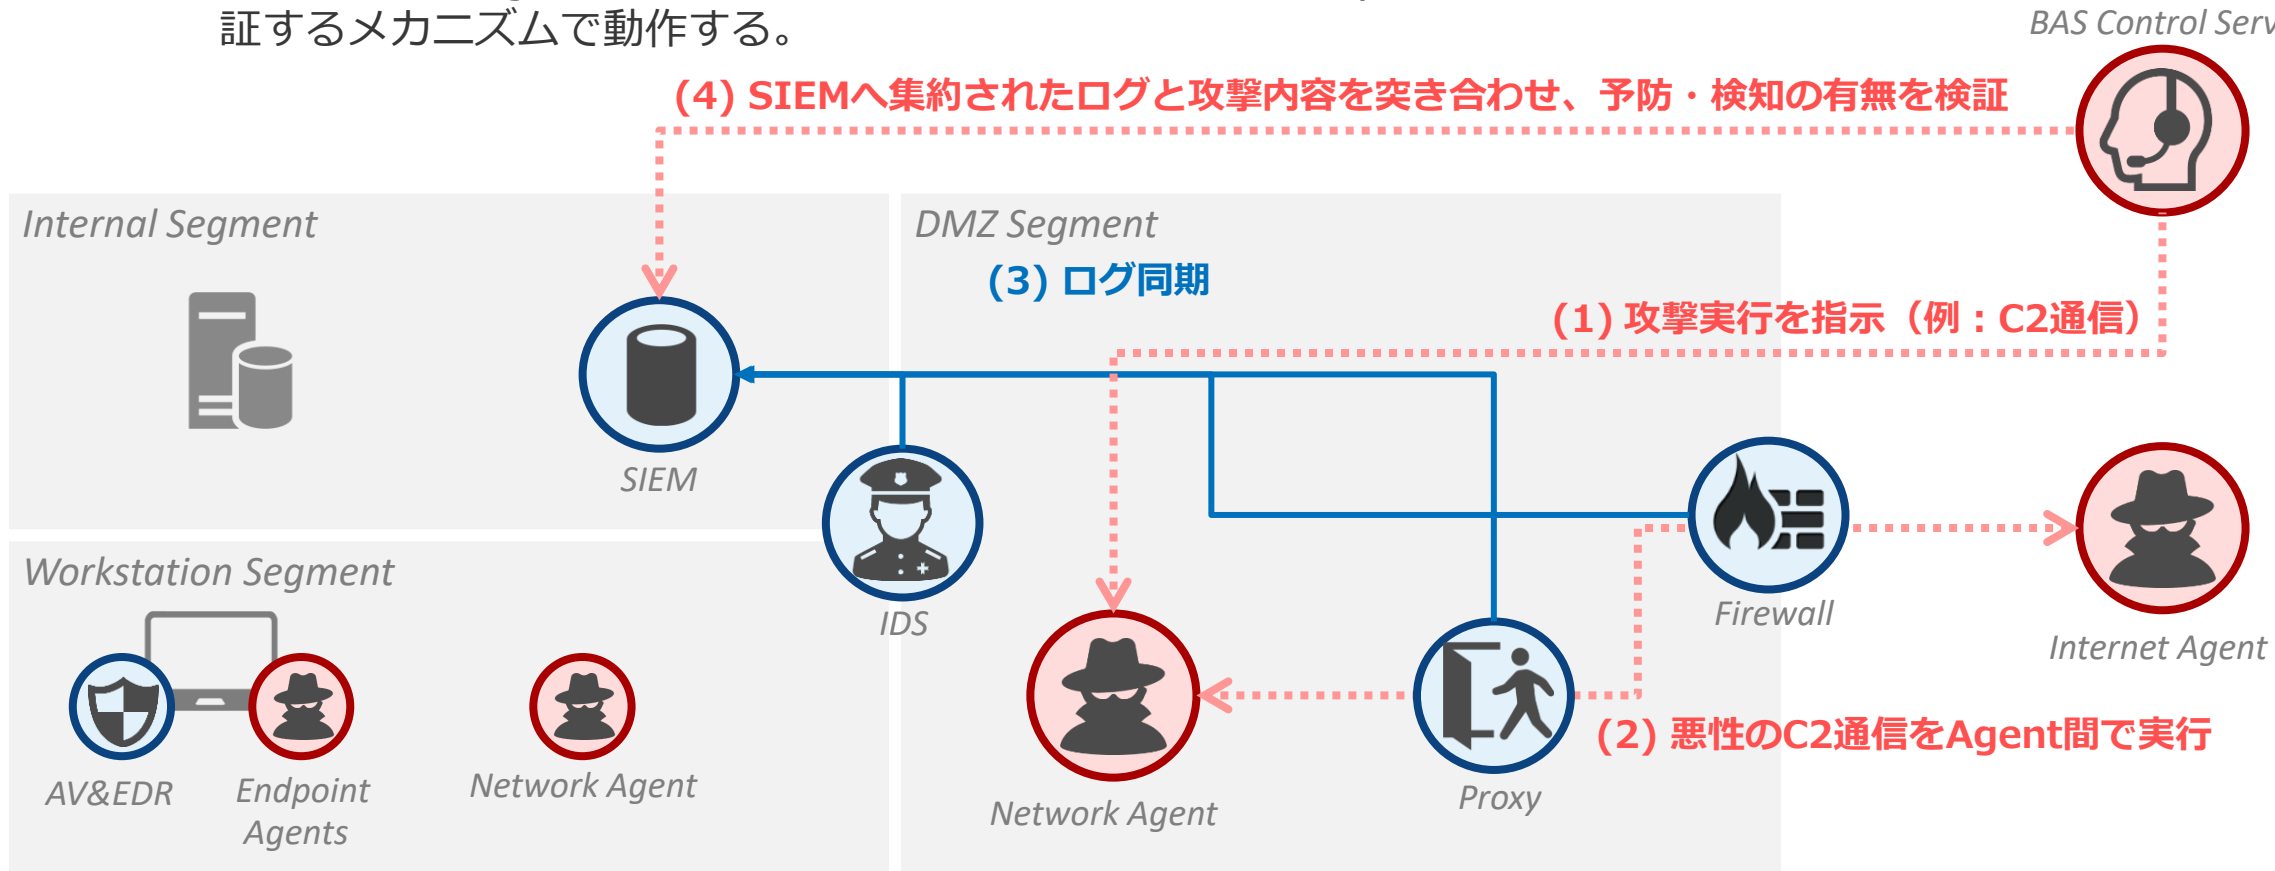 証するメカニズムで動作する。
BAS Control Serv
(4) SIEMへ集約されたログと攻撃内容を突き合わせ、予防・検知の有無を検証
Internal Segment
DMZ Segment
(3) ログ同期
(1) 攻撃実行を指示（例：C2通信）
SIEM
IDS
Firewall
Internet Agent
Workstation Segment
(2) 悪性のC2通信をAgent間で実行
AV&EDR
Endpoint
Agents
Network Agent
Network Agent
Proxy